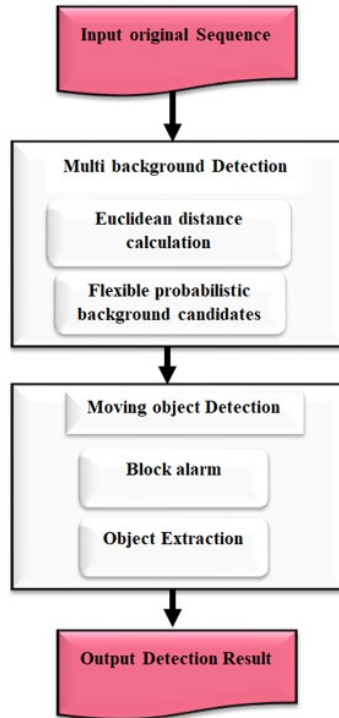 Input original Sequence
Multi background Detection
Euclidean distance
calculation
Flexible probabilistic
background candidates
Moving object Detection
Block alarm
Object Extraction
Output Detection Result